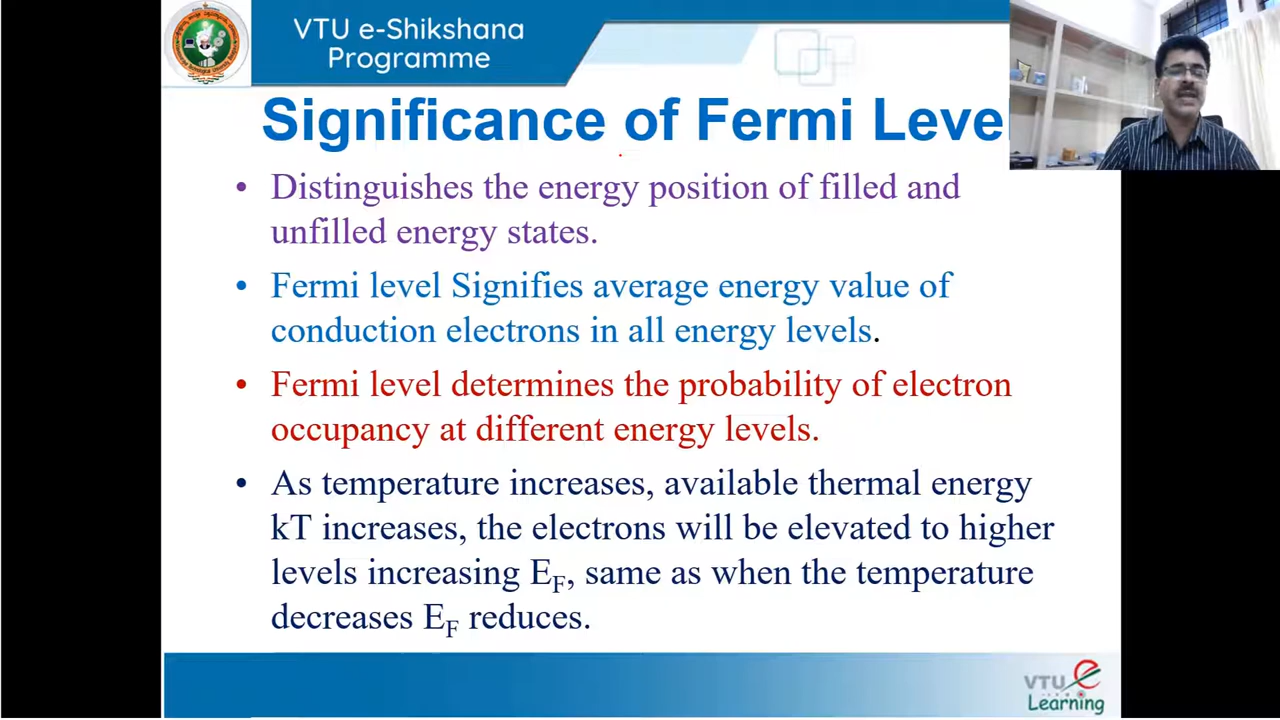 VTU e-Shikshana
Programme
Significance of Fermi Leve
• Distinguishes the energy position of filled and
unfilled energy states.
• Fermi level Signifies average energy value of
conduction electrons in all energy levels.
• Fermi level determines the probability of electron
occupancy at different energy levels.
• As temperature increases, available thermal energy
kT increases, the electrons will be elevated to higher
levels increasing EF, same as when the temperature
decreases EF reduces.
VTU e
Learning